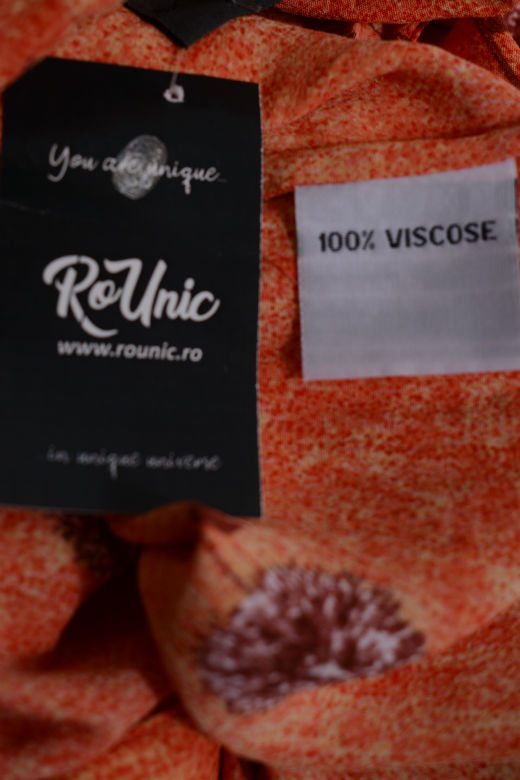 You are unique...
RoUnic
www.rounic.ro
...in unique universe
100% VISCOSE